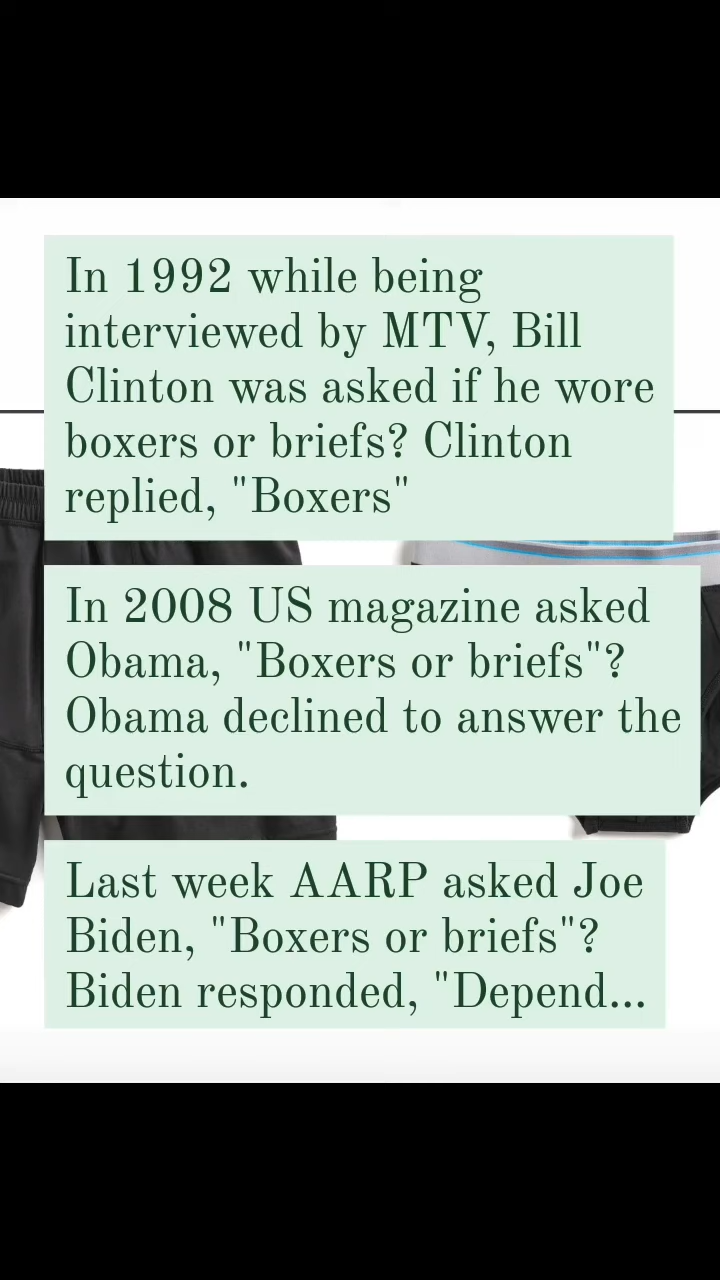 In 1992 while being
interviewed by MTV, Bill
Clinton was asked if he wore
boxers or briefs? Clinton
replied, "Boxers"
In 2008 US magazine asked
Obama, "Boxers or briefs"?
Obama declined to answer the
question.
Last week AARP asked Joe
Biden, "Boxers or briefs"?
Biden responded, "Depend...